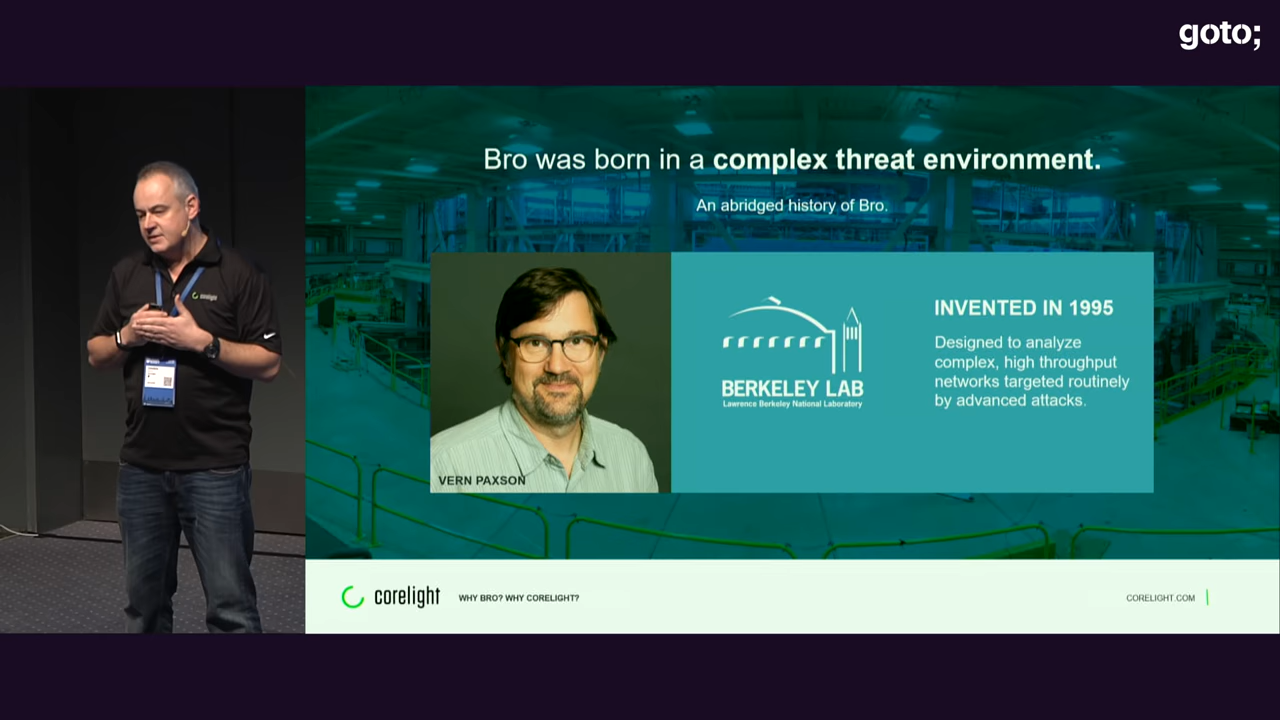 goto;
Bro was born in a complex threat environment.
An abridged history of Bro.
INVENTED IN 1995
Designed to analyze
complex, high throughput
networks targeted routinely
by advanced attacks.
BERKELEY LAB
Lawrence Berkeley National Laboratory
VERN PAXSON
corelight
corelight
WHY BRO? WHY CORELIGHT?
CORELIGHT.COM